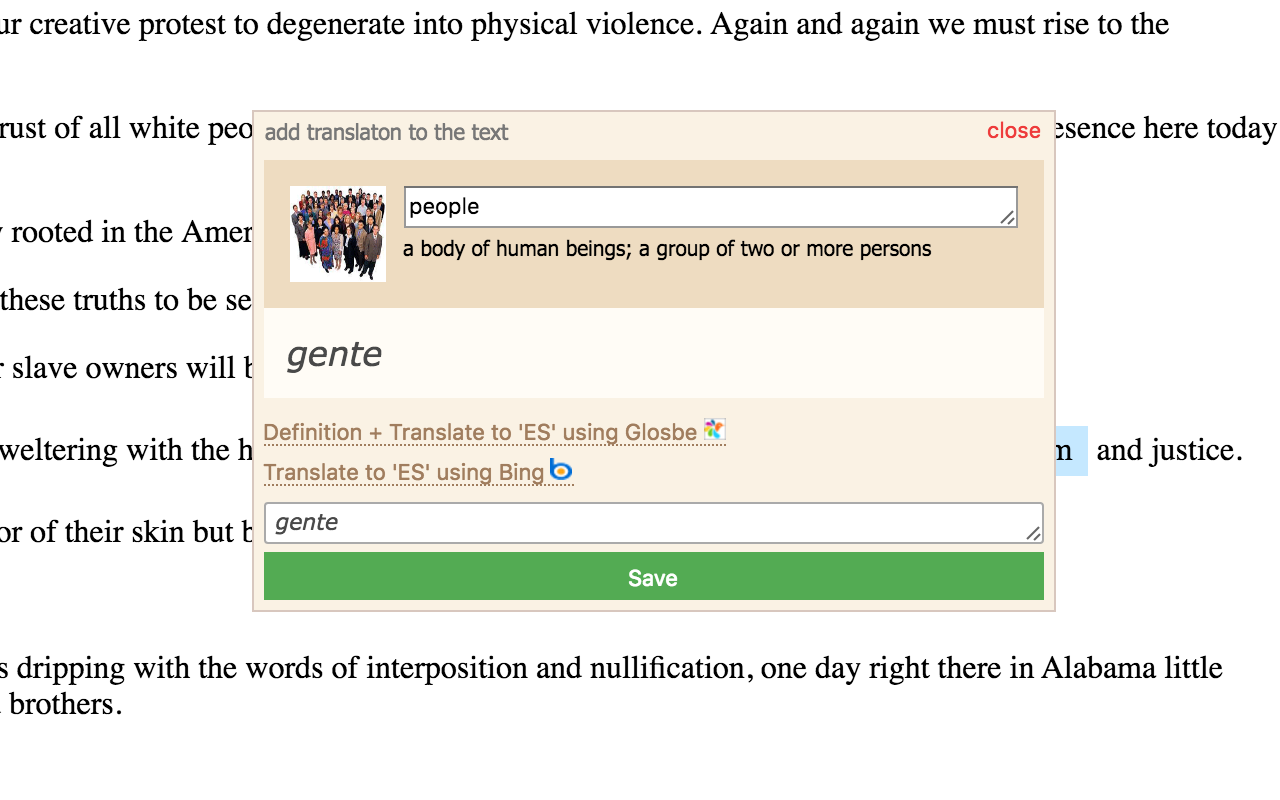 ur creative protest to degenerate into physical violence. Again and again we must rise to the
rust of all white peo
esence here today
add translaton to the text
close
people
a body of human beings; a group of two or more persons
rooted in the Amer
these truths to be se
gente
slave owners will b
Definition + Translate to 'ES' using Glosbe
weltering with the h
m and justice.
Translate to 'ES' using Bing
gente
or of their skin but b
Save
s dripping with the words of interposition and nullification, one day right there in Alabama little
brothers.